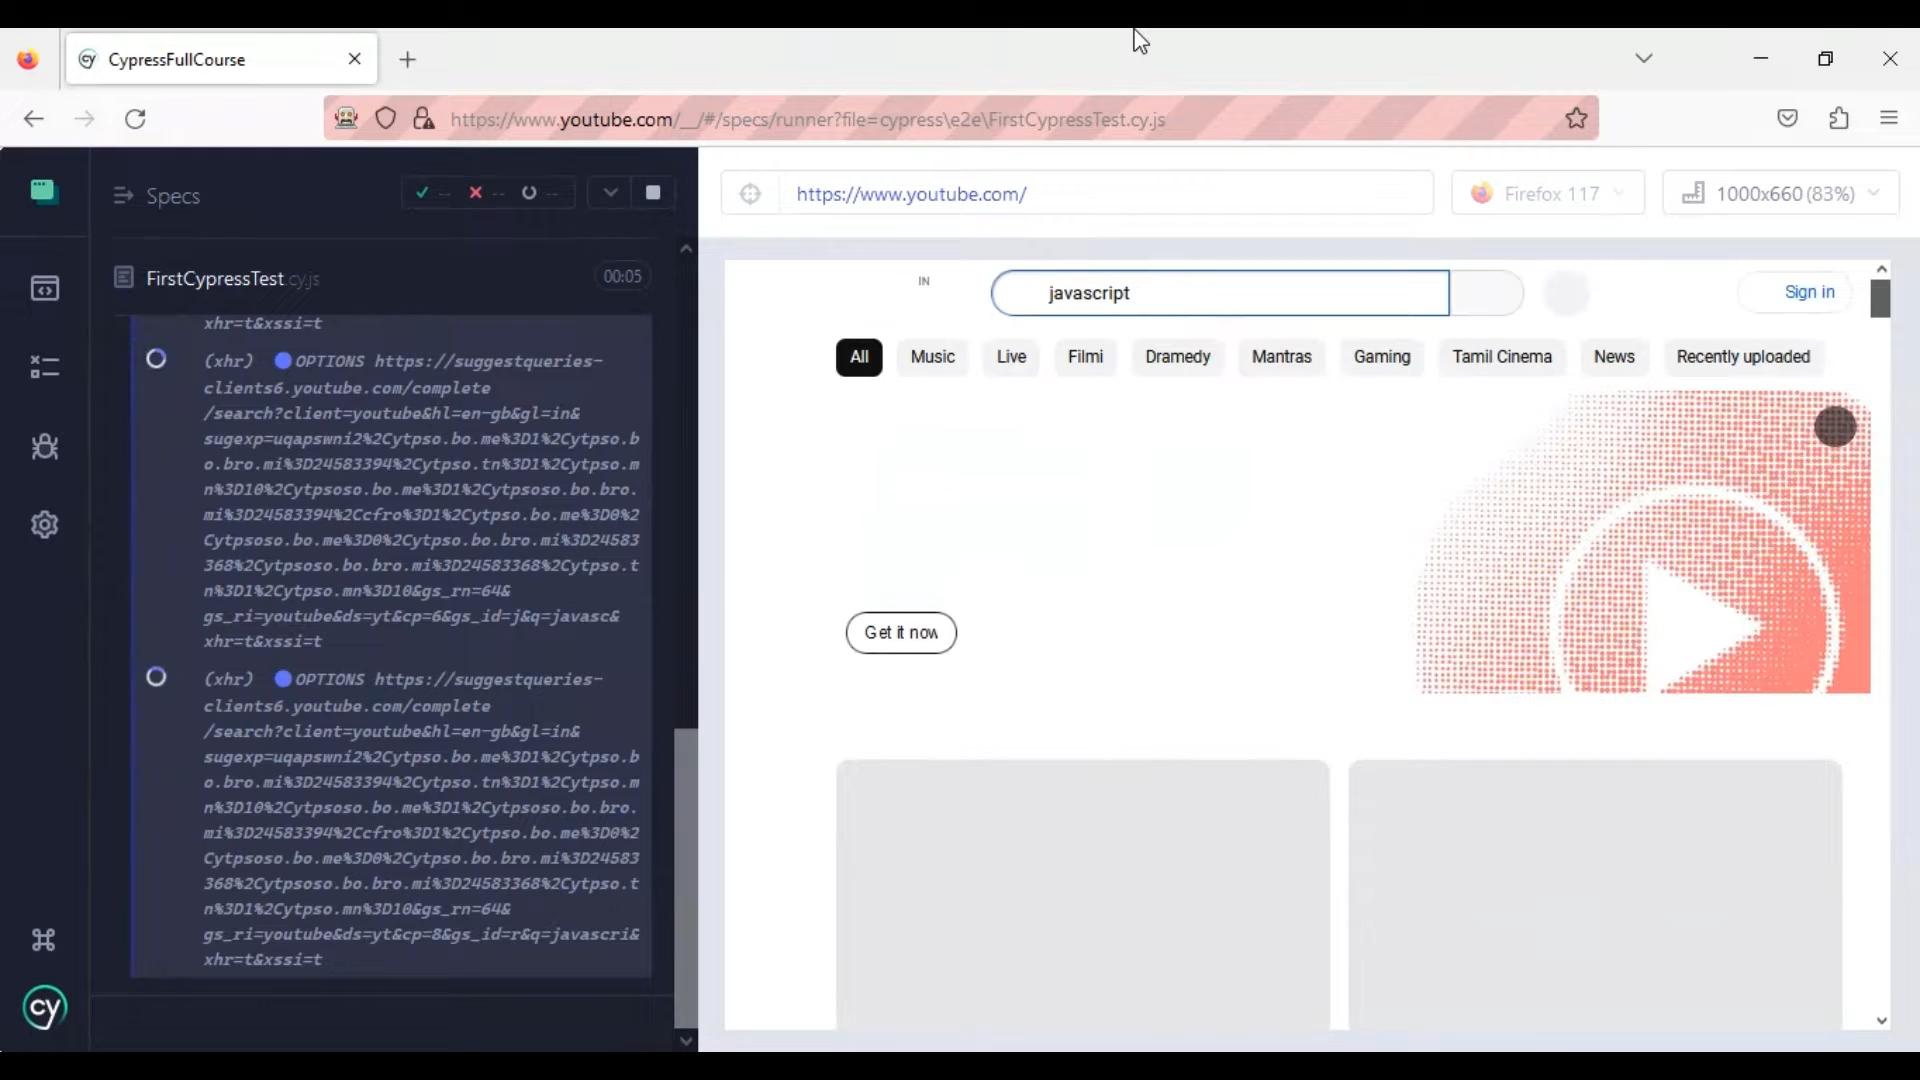 CypressFullCourse
https://www.youtube.com/__/#/specs/runner?file=cypress\e2e\FirstCypressTest.cy.js
Specs
-- -- --
FirstCypressTest.cy.js 00:05
xhr=t&xssi=t
(xhr) OPTIONS https://suggestqueries-
clients6.youtube.com/complete
/search?client=youtube&hl=en-gb&gl=in&
sugexp=uqapswni2%2Cytpso.bo.me%3D1%2Cytpso.b
o.bro.mi%3D24583394%2Cytpso.tn%3D1%2Cytpso.m
n%3D10%2Cytpsoso.bo.me%3D1%2Cytpsoso.bo.bro.
mi%3D24583394%2Ccfro%3D1%2Cytpso.bo.me%3D0%2
Cytpsoso.bo.me%3D0%2Cytpso.bo.bro.mi%3D24583
368%2Cytpsoso.bo.bro.mi%3D24583368%2Cytpso.t
n%3D1%2Cytpso.mn%3D10&gs_rn=64&
gs_ri=youtube&ds=yt&cp=6&gs_id=j&q=javasc&
xhr=t&xssi=t
(xhr) OPTIONS https://suggestqueries-
clients6.youtube.com/complete
/search?client=youtube&hl=en-gb&gl=in&
sugexp=uqapswni2%2Cytpso.bo.me%3D1%2Cytpso.b
o.bro.mi%3D24583394%2Cytpso.tn%3D1%2Cytpso.m
n%3D10%2Cytpsoso.bo.me%3D1%2Cytpsoso.bo.bro.
mi%3D24583394%2Ccfro%3D1%2Cytpso.bo.me%3D0%2
Cytpsoso.bo.me%3D0%2Cytpso.bo.bro.mi%3D24583
368%2Cytpsoso.bo.bro.mi%3D24583368%2Cytpso.t
n%3D1%2Cytpso.mn%3D10&gs_rn=64&
gs_ri=youtube&ds=yt&cp=8&gs_id=r&q=javascri&
xhr=t&xssi=t
cy
https://www.youtube.com/ Firefox 117 1000x660 (83%)
IN javascript Sign in
All Music Live Filmi Dramedy Mantras Gaming Tamil Cinema News Recently uploaded
Get it now